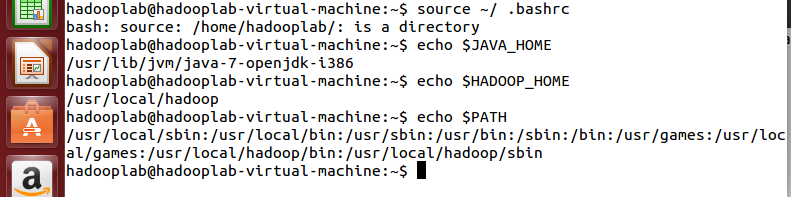 hadooplab@hadooplab-virtual-machine:~$ source ~/ .bashrc
bash: source: /home/hadooplab/: is a directory
hadooplab@hadooplab-virtual-machine:~$ echo $JAVA_HOME
/usr/lib/jvm/java-7-openjdk-i386
hadooplab@hadooplab-virtual-machine:~$ echo $HADOOP_HOME
/usr/local/hadoop
hadooplab@hadooplab-virtual-machine:~$ echo $PATH
/usr/local/sbin:/usr/local/bin:/usr/sbin:/usr/bin:/sbin:/bin:/usr/games:/usr/loc
al/games:/usr/local/hadoop/bin:/usr/local/hadoop/sbin
hadooplab@hadooplab-virtual-machine:~$